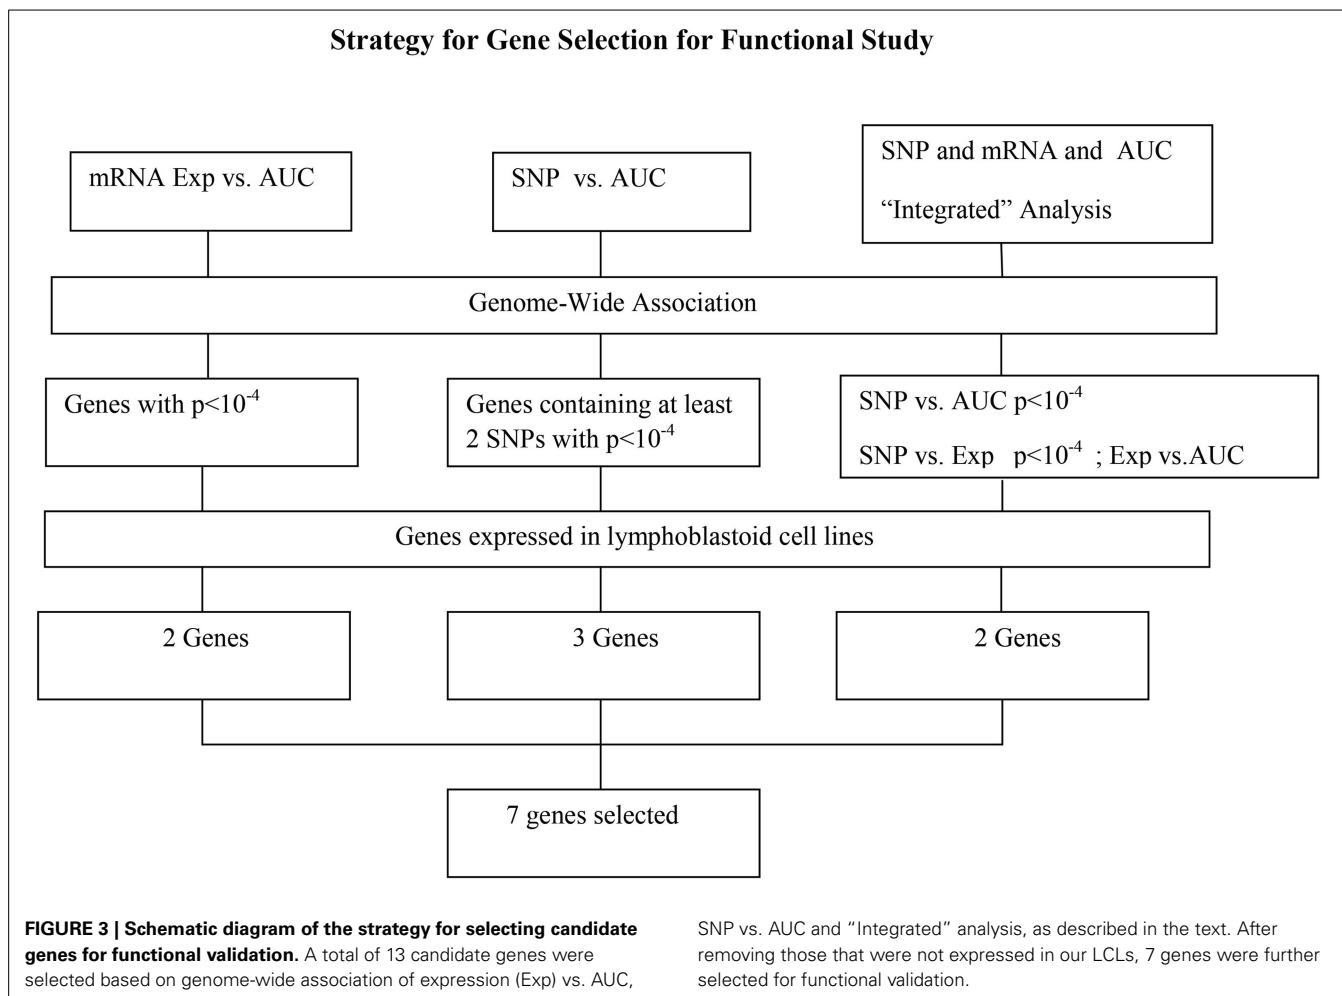 Strategy for Gene Selection for Functional Study
mRNA Exp vs. AUC
SNP vs. AUC
SNP and mRNA and AUC
“Integrated” Analysis
Genome-Wide Association
Genes with p<10-4
Genes containing at least
2 SNPs with p<10-4
SNP vs. AUC p<10-4
SNP vs. Exp p<10-4 ; Exp vs.AUC
Genes expressed in lymphoblastoid cell lines
2 Genes
3 Genes
2 Genes
7 genes selected
FIGURE 3 | Schematic diagram of the strategy for selecting candidate
genes for functional validation. A total of 13 candidate genes were
selected based on genome-wide association of expression (Exp) vs. AUC,
SNP vs. AUC and “Integrated” analysis, as described in the text. After
removing those that were not expressed in our LCLs, 7 genes were further
selected for functional validation.